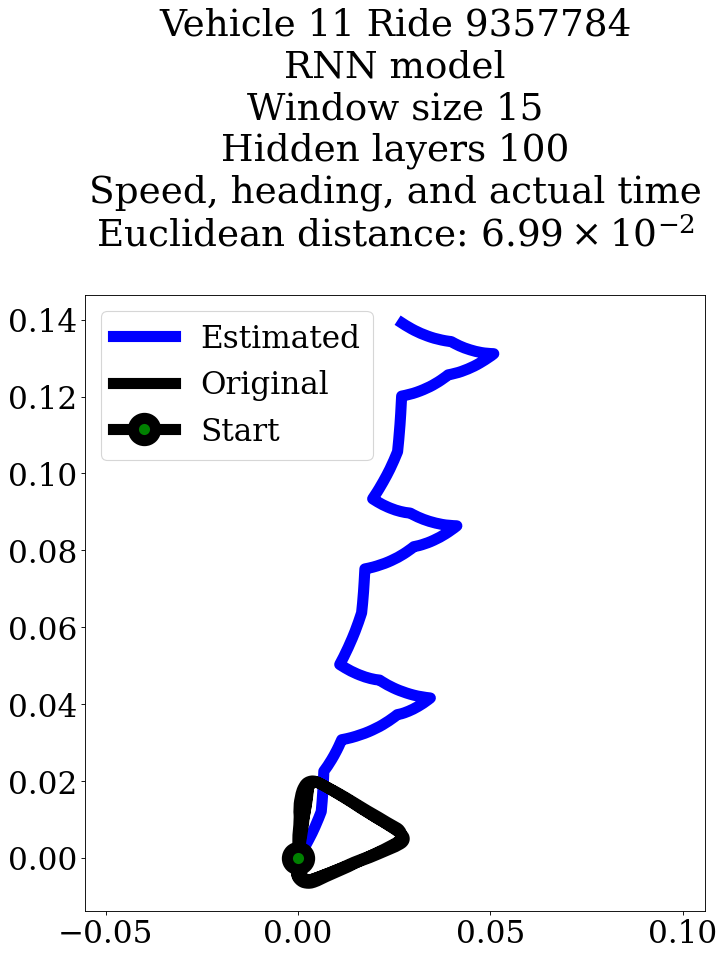 Vehicle 11 Ride 9357784
RNN model
Window size 15
Hidden layers 100
Speed, heading, and actual time
Euclidean distance: 6.99 × 10⁻²
Estimated
Original
Start
0.14
0.12
0.10
0.08
0.06
0.04
0.02
0.00
−0.05 0.00 0.05 0.10